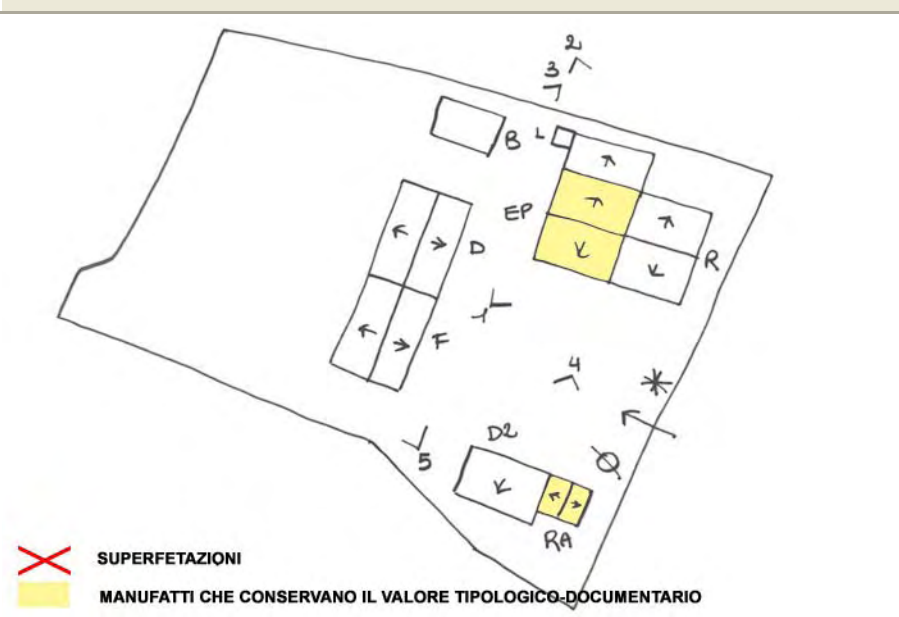 2
3
B L
EP
D
R
1
F
4
D2
5
RA
SUPERFETAZIONI
MANUFATTI CHE CONSERVANO IL VALORE TIPOLOGICO-DOCUMENTARIO